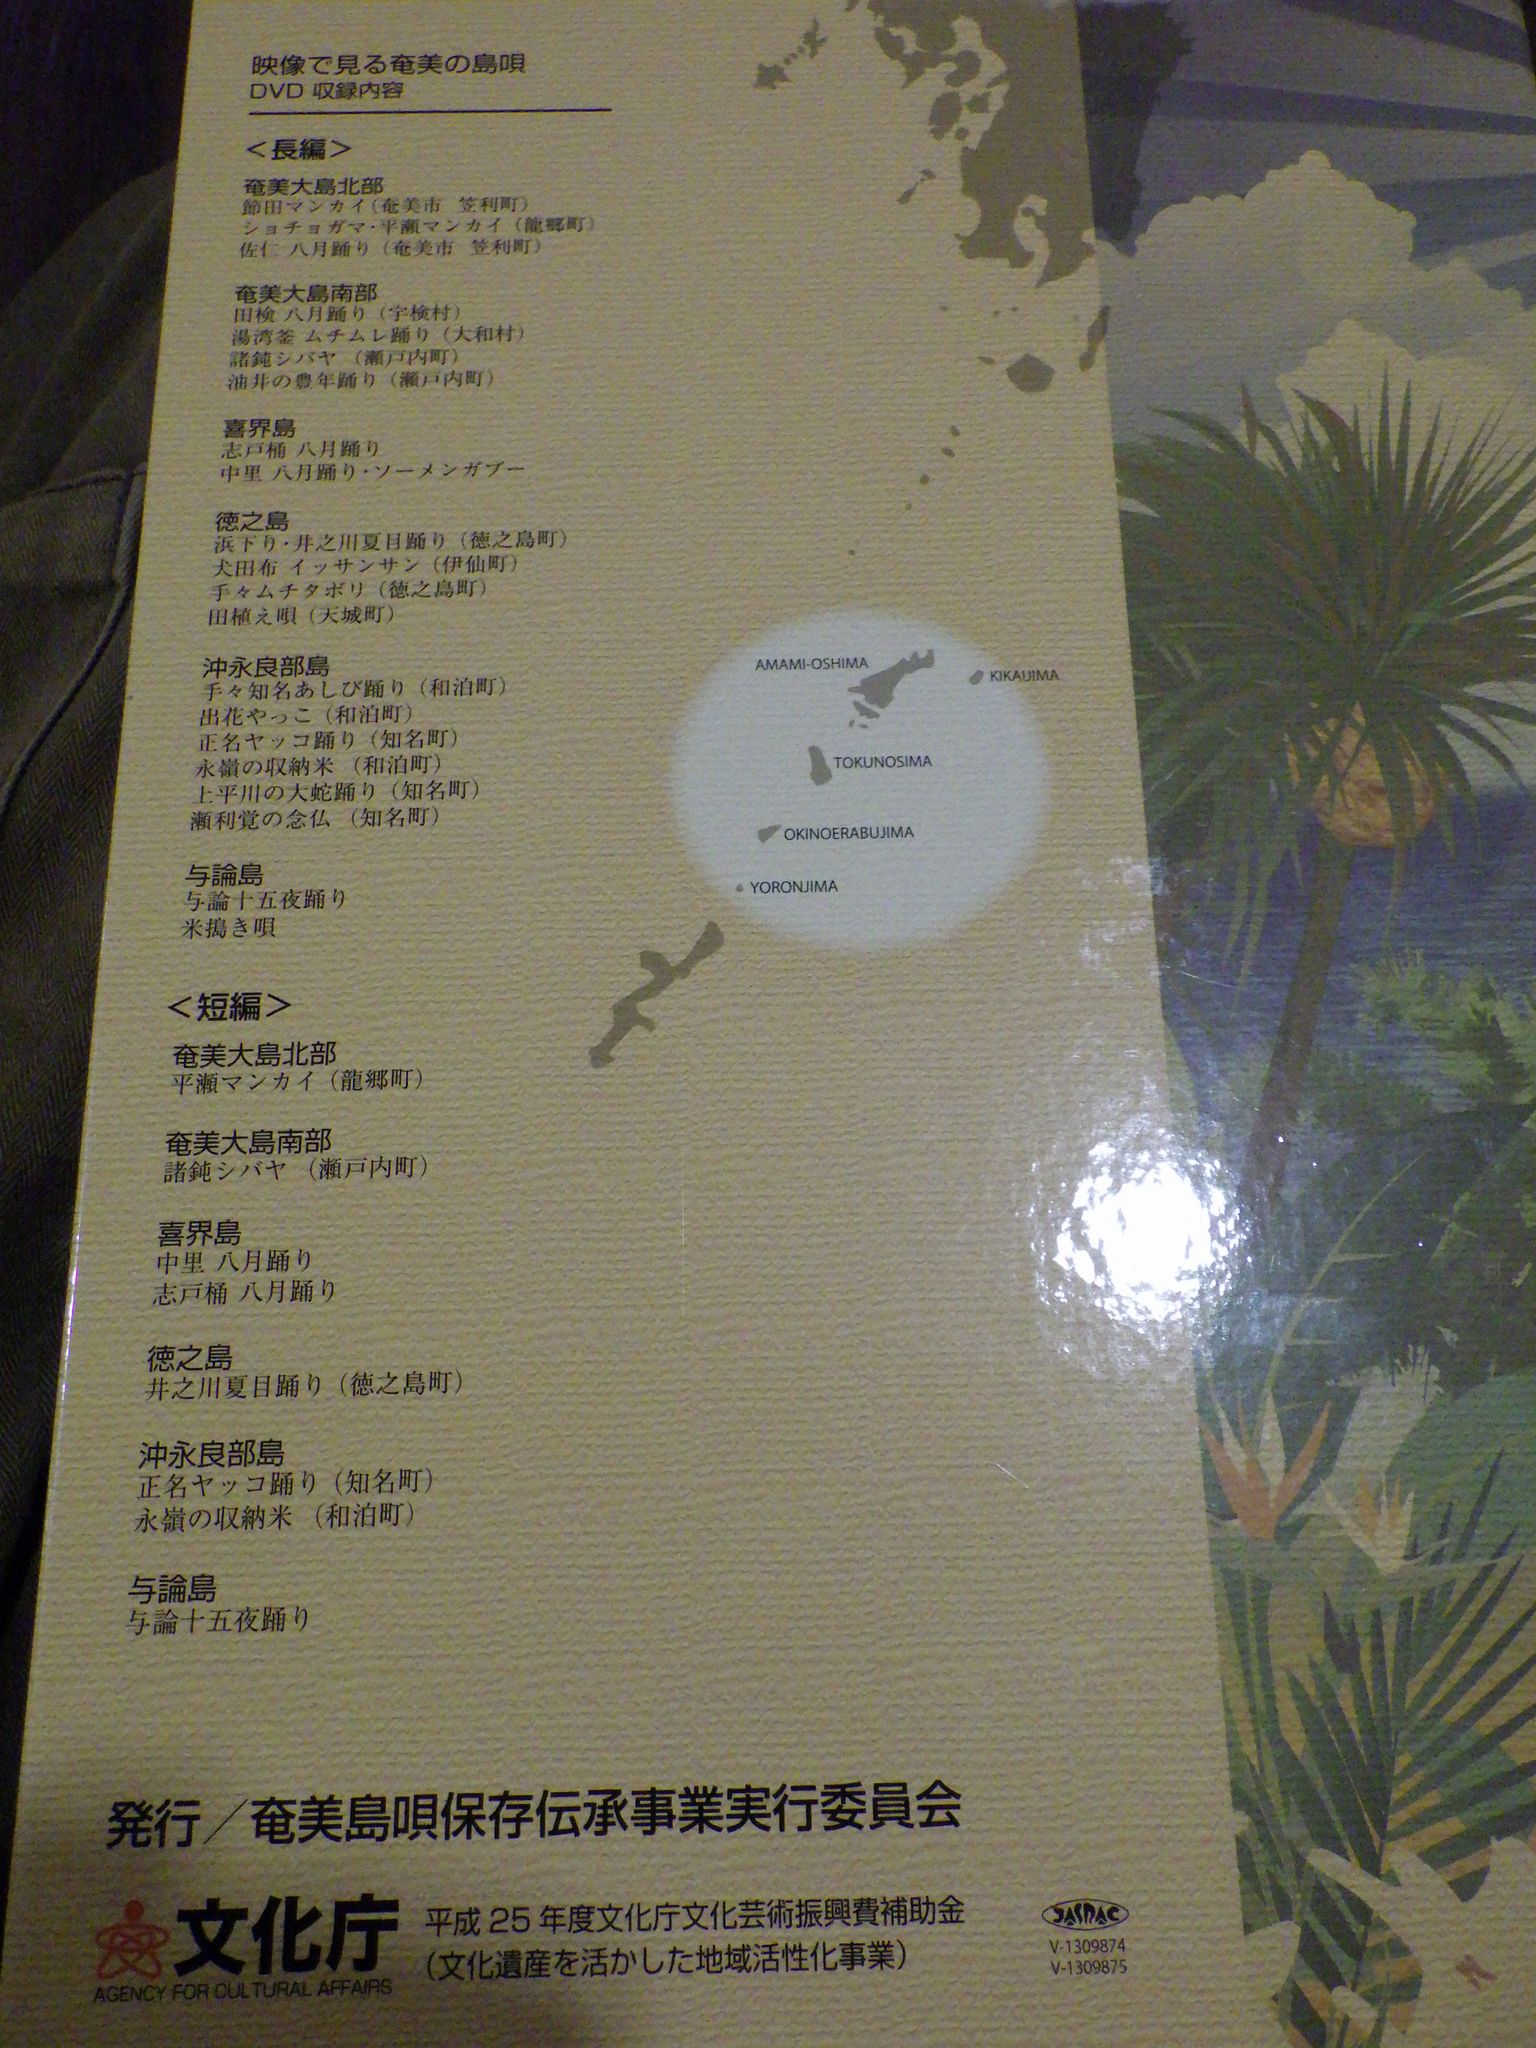 映像で見る奄美の島唄
DVD 収録内容
＜長編＞
奄美大島北部
節田マンカイ（奄美市 笠利町）
ショチョガマ・平瀬マンカイ（龍郷町）
佐仁 八月踊り（奄美市 笠利町）
奄美大島南部
田検 八月踊り（宇検村）
湯湾釜 ムチムレ踊り（大和村）
諸鈍シバヤ（瀬戸内町）
油井の豊年踊り（瀬戸内町）
喜界島
志戸桶 八月踊り
中里 八月踊り・ソーメンガブー
徳之島
浜下り・井之川夏目踊り（徳之島町）
犬田布 イッサンサン（伊仙町）
手々ムチタボリ（徳之島町）
田植え唄（天城町）
沖永良部島
手々知名あしび踊り（和泊町）
出花やっこ（和泊町）
正名ヤッコ踊り（知名町）
永嶺の収納米（和泊町）
上平川の大蛇踊り（知名町）
瀬利覚の念仏（知名町）
与論島
与論十五夜踊り
米搗き唄
AMAMI-OSHIMA
KIKAIJIMA
TOKUNOSIMA
OKINOERABUJIMA
YORONJIMA
＜短編＞
奄美大島北部
平瀬マンカイ（龍郷町）
奄美大島南部
諸鈍シバヤ（瀬戸内町）
喜界島
中里 八月踊り
志戸桶 八月踊り
徳之島
井之川夏目踊り（徳之島町）
沖永良部島
正名ヤッコ踊り（知名町）
永嶺の収納米（和泊町）
与論島
与論十五夜踊り
発行／奄美島唄保存伝承事業実行委員会
文化庁
AGENCY FOR CULTURAL AFFAIRS
平成25年度文化庁文化芸術振興費補助金
（文化遺産を活かした地域活性化事業）
JASRAC
V-1309874
V-1309875